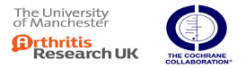 The University
of Manchester
Arthritis
Research UK
THE COCHRANE
COLLABORATION®